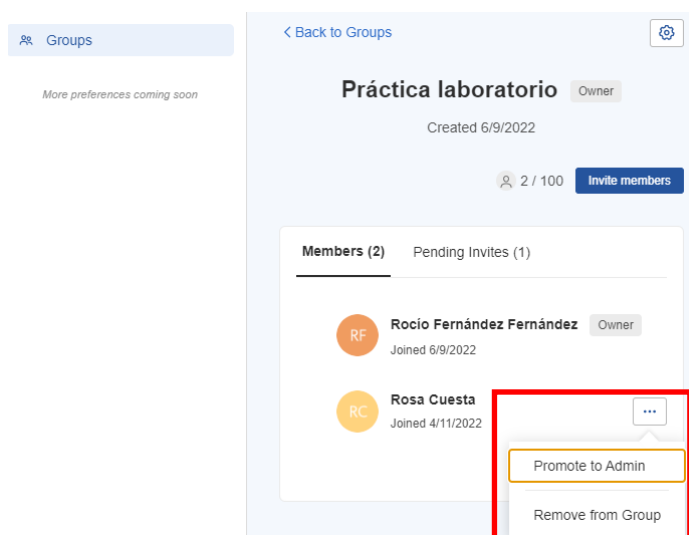 Groups
More preferences coming soon
Back to Groups
Práctica laboratorio Owner
Created 6/9/2022
2 / 100 Invite members
Members (2) Pending Invites (1)
RF Rocío Fernández Fernández Owner
Joined 6/9/2022
RC Rosa Cuesta
Joined 4/11/2022
...
Promote to Admin
Remove from Group